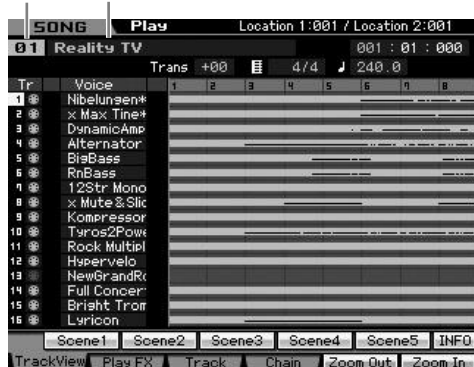 SONG Play Location 1:001 / Location 2:001
01 Reality TV 001 : 01 : 000
Trans +00 4/4 240.0
Tr Voice 1 2 3 4 5 6 7 8
1 Nibelungen*
2 x Max Tine*
3 DynamicAmp
4 Alternator
5 BigBass
6 RnBass
7 12Str Mono
8 x Mute&Slic
9 Kompressor
10 Tyros2Powe
11 Rock Multipl
12 Hypervelo
13 NewGrandRo
14 Full Concer
15 Bright Trom
16 Lyricon
Scene1 Scene2 Scene3 Scene4 Scene5 INFO
TrackView Play FX Track Chain Zoom Out Zoom In